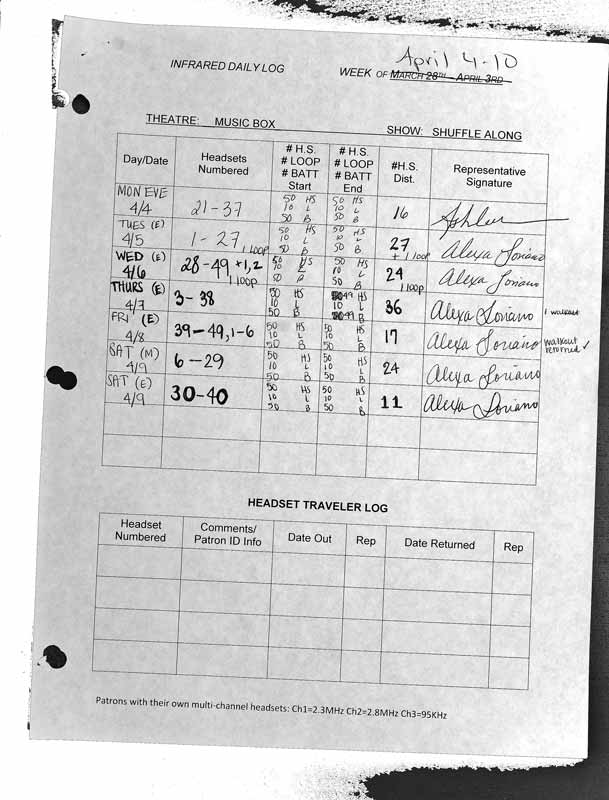 April 4-10
INFRARED DAILY LOG WEEK OF MARCH 28TH - APRIL 3RD
THEATRE: MUSIC BOX SHOW: SHUFFLE ALONG
Day/Date Headsets Numbered # H.S. # LOOP # BATT Start # H.S. # LOOP # BATT End #H.S. Dist. Representative Signature
MON EVE 4/4 21-37 50 HS 10 L 50 B 50 HS 10 L 50 B 16 Ashlee
TUES (E) 4/5 1-27 1 LOOP 50 HS 10 L 50 B 50 HS 10 L 50 B 27 + 1 loop Alexa Soriano
WED (E) 4/6 28-49, +1,2 1 LOOP 50 HS 10 L 50 B 50 HS 10 L 50 B 24 1 loop Alexa Soriano
THURS (E) 4/7 3-38 50 HS 10 L 50 B 50 49 HS 10 L 50 49 B 36 Alexa Soriano 1 walkout
FRI (E) 4/8 39-49, 1-6 50 HS 10 L 50 B 50 HS 10 L 50 B 17 Alexa Soriano walkout returned ✓
SAT (M) 4/9 6-29 50 HS 10 L 50 B 50 HS 10 L 50 B 24 Alexa Soriano
SAT (E) 4/9 30-40 50 HS 10 L 50 B 50 HS 10 L 50 B 11 Alexa Soriano
HEADSET TRAVELER LOG
Headset Numbered Comments/ Patron ID Info Date Out Rep Date Returned Rep
Patrons with their own multi-channel headsets: Ch1=2.3MHz Ch2=2.8MHz Ch3=95KHz